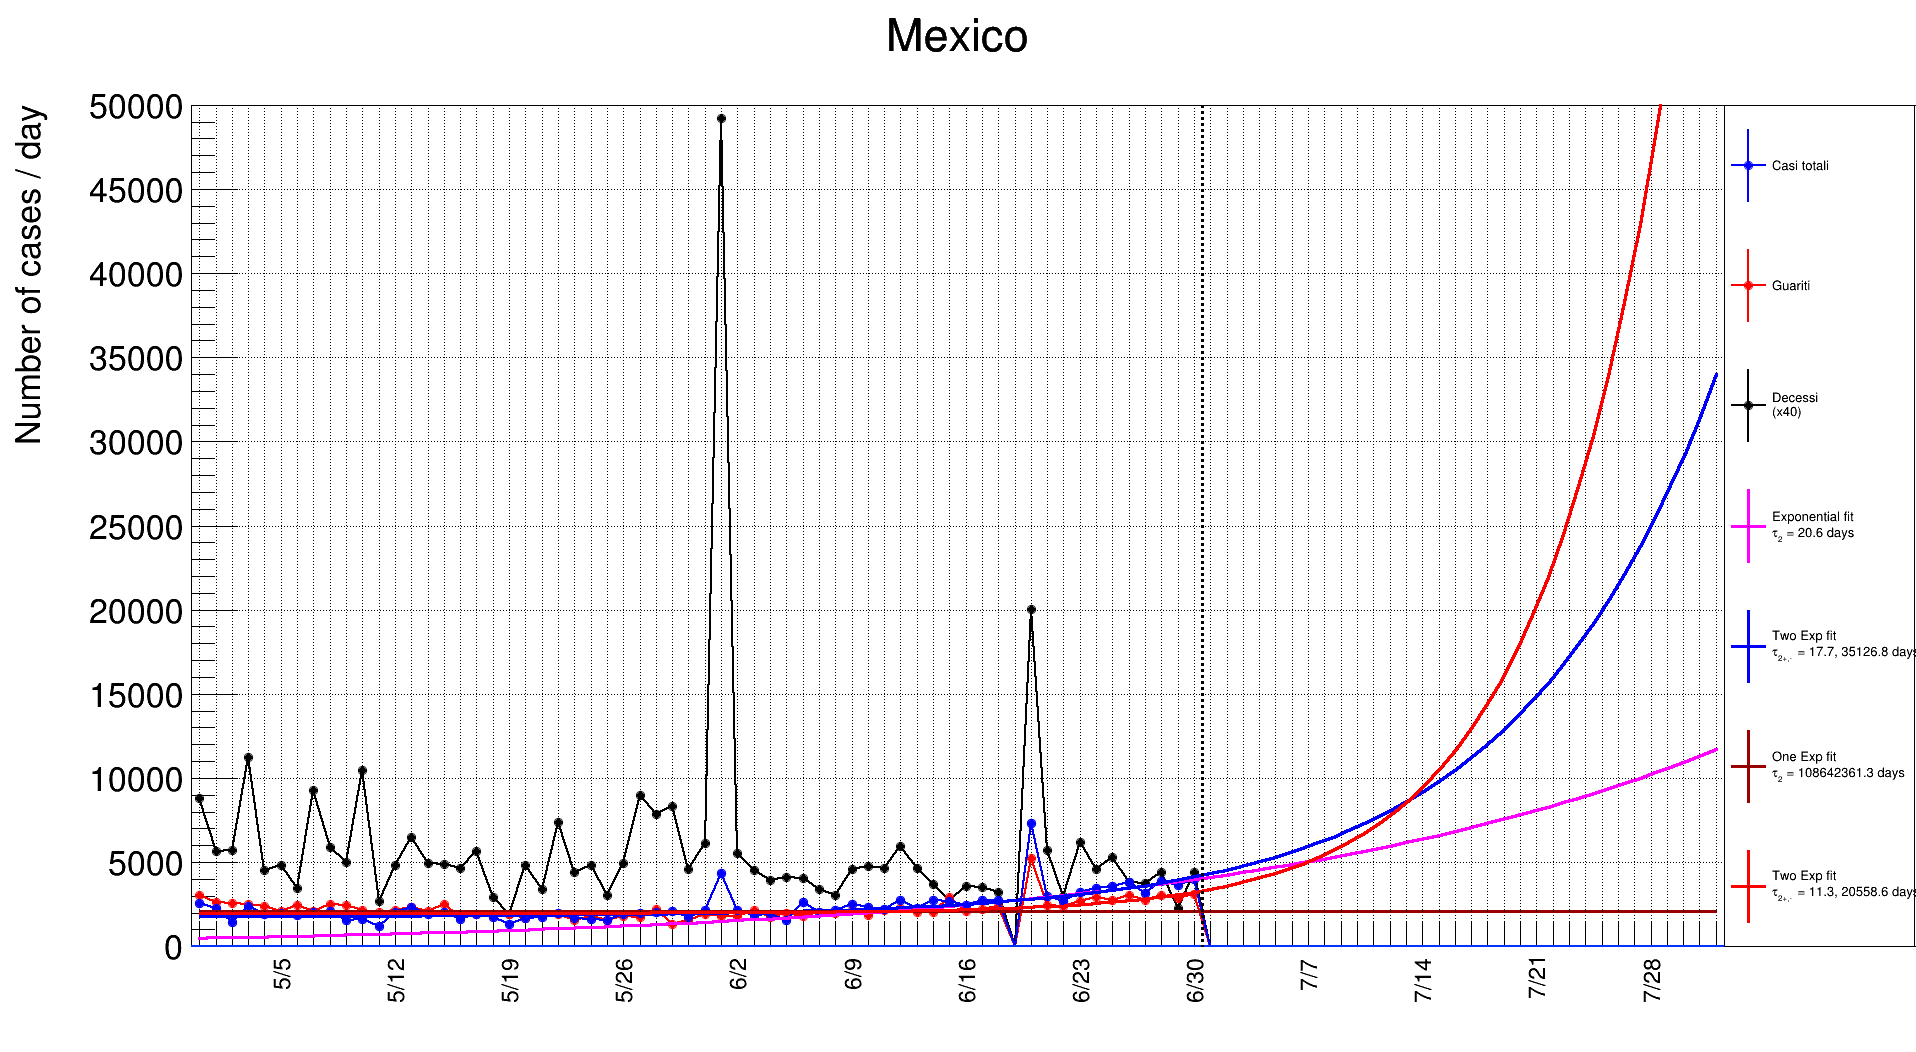 Mexico
Number of cases / day
50000
45000
40000
35000
30000
25000
20000
15000
10000
5000
0
5/5
5/12
5/19
5/26
6/2
6/9
6/16
6/23
6/30
7/7
7/14
7/21
7/28
Casi totali
Guariti
Decessi
(x40)
Exponential fit
τ2 = 20.6 days
Two Exp fit
τ2+,- = 17.7, 35126.8 days
One Exp fit
τ2 = 108642361.3 days
Two Exp fit
τ2+,- = 11.3, 20558.6 days